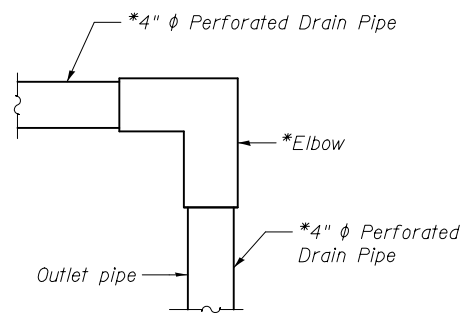 *4" ϕ Perforated Drain Pipe
*Elbow
*4" ϕ Perforated
Drain Pipe
Outlet pipe